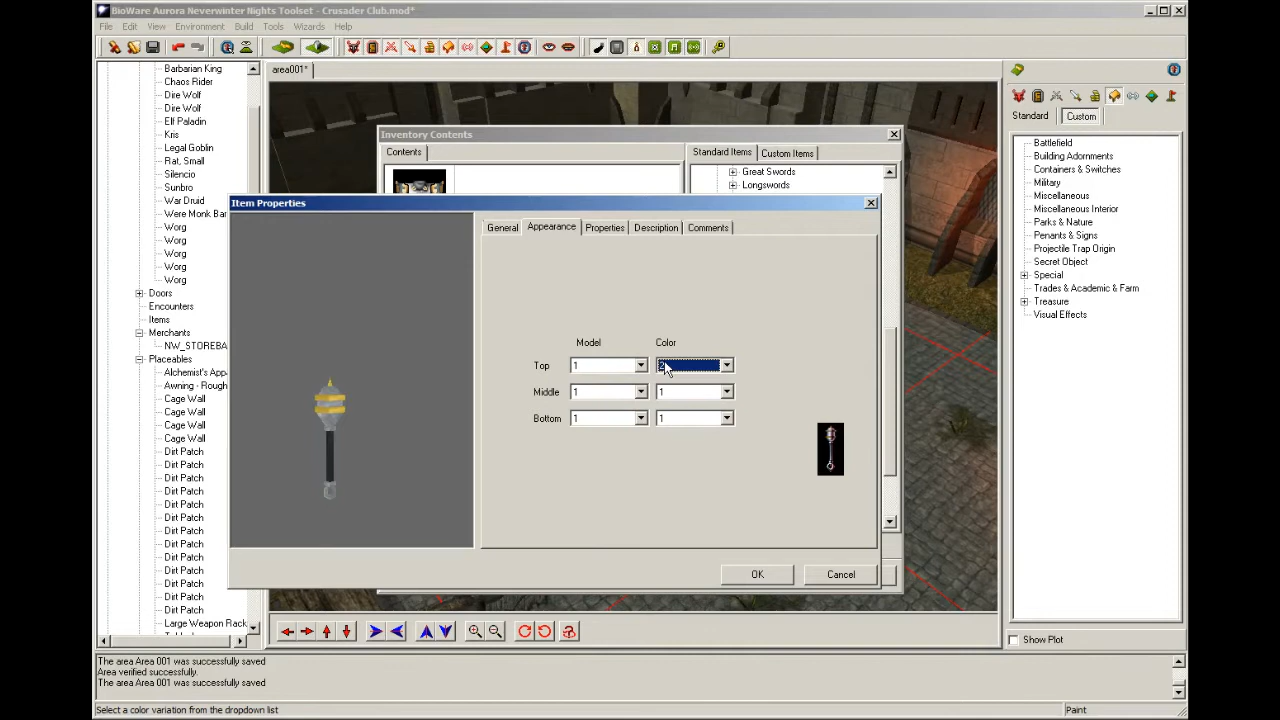 BioWare Aurora Neverwinter Nights Toolset - Crusader Club.mod*
File Edit View Environment Build Tools Wizards Help
Barbarian King
Chaos Rider
Dire Wolf
Dire Wolf
Elf Paladin
Kris
Legal Goblin
Rat, Small
Silencio
Sunbro
War Druid
Were Monk Bar
Worg
Worg
Worg
Worg
Worg
Doors
Encounters
Items
Merchants
NW_STOREBA
Placeables
Alchemist's App
Awning - Rough
Cage Wall
Cage Wall
Cage Wall
Cage Wall
Dirt Patch
Dirt Patch
Dirt Patch
Dirt Patch
Dirt Patch
Dirt Patch
Dirt Patch
Dirt Patch
Dirt Patch
Dirt Patch
Dirt Patch
Dirt Patch
Dirt Patch
Large Weapon Rack
area001*
Inventory Contents
Contents
Standard Items Custom Items
Great Swords
Longswords
Item Properties
General Appearance Properties Description Comments
Model Color
Top 1 2
Middle 1 1
Bottom 1 1
OK Cancel
Standard Custom
Battlefield
Building Adornments
Containers & Switches
Military
Miscellaneous
Miscellaneous Interior
Parks & Nature
Penants & Signs
Projectile Trap Origin
Secret Object
Special
Trades & Academic & Farm
Treasure
Visual Effects
Show Plot
The area Area 001 was successfully saved
Area verified successfully.
The area Area 001 was successfully saved
Select a color variation from the dropdown list
Paint